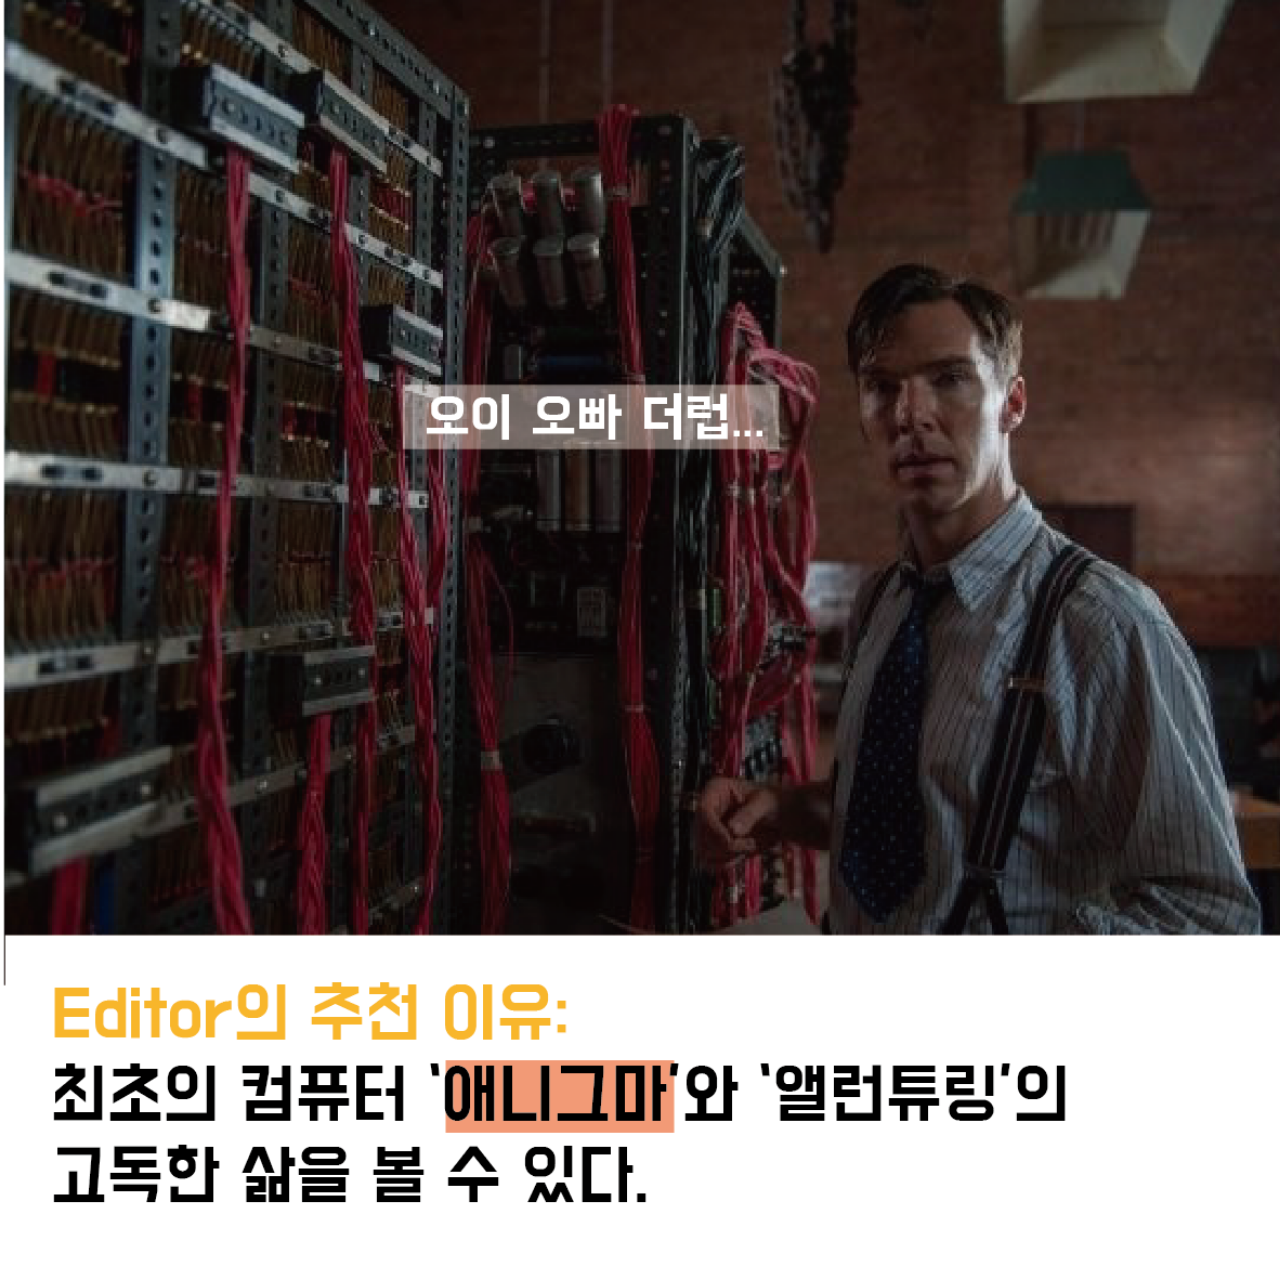 오이 오빠 더럽...
Editor의 추천 이유:
최초의 컴퓨터 '애니그마'와 '앨런튜링'의
고독한 삶을 볼 수 있다.